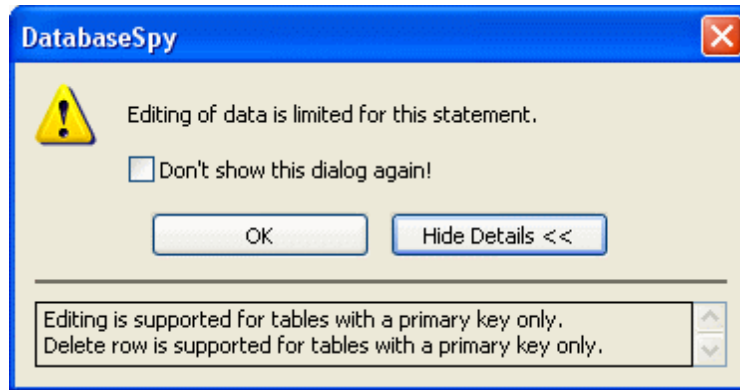 DatabaseSpy
Editing of data is limited for this statement.
Don't show this dialog again!
OK
Hide Details <<
Editing is supported for tables with a primary key only.
Delete row is supported for tables with a primary key only.